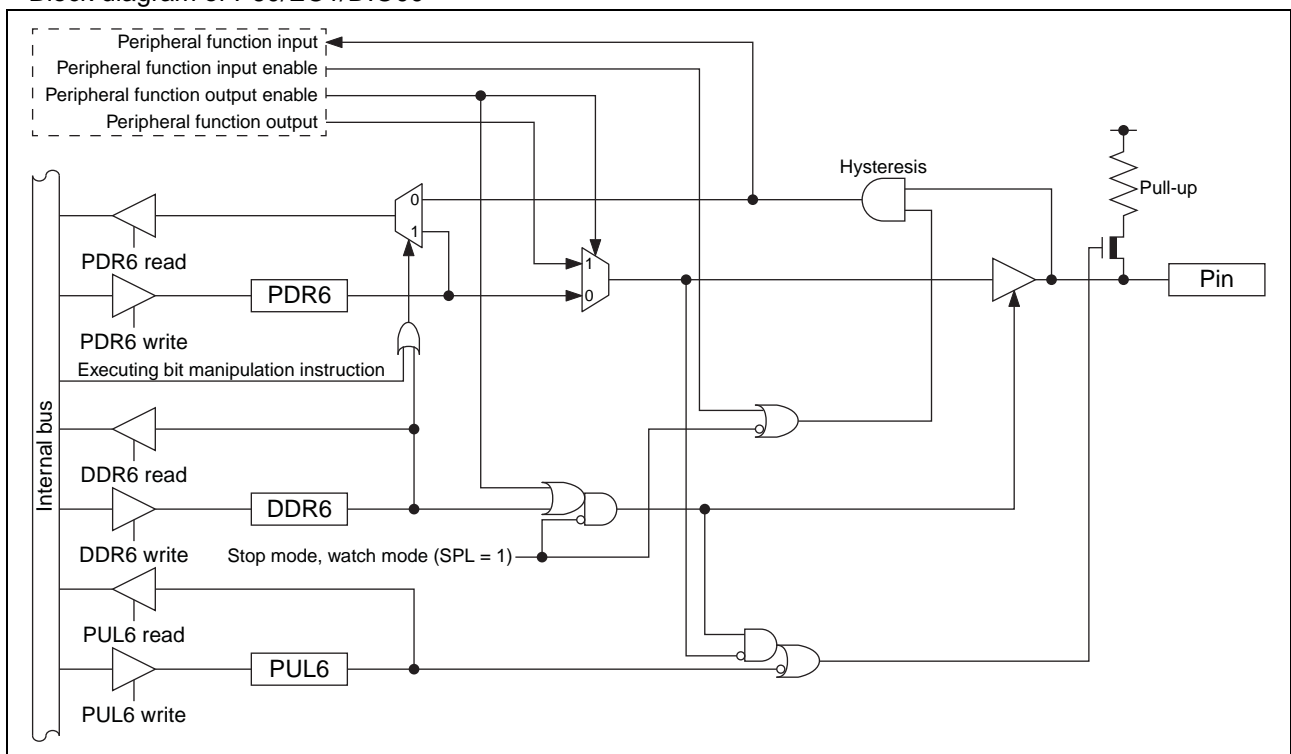 Peripheral function input
Peripheral function input enable
Peripheral function output enable
Peripheral function output
Hysteresis
Pull-up
0
1
PDR6 read
1
0
PDR6
Pin
PDR6 write
Executing bit manipulation instruction
Internal bus
DDR6 read
DDR6
DDR6 write
Stop mode, watch mode (SPL = 1)
PUL6 read
PUL6
PUL6 write